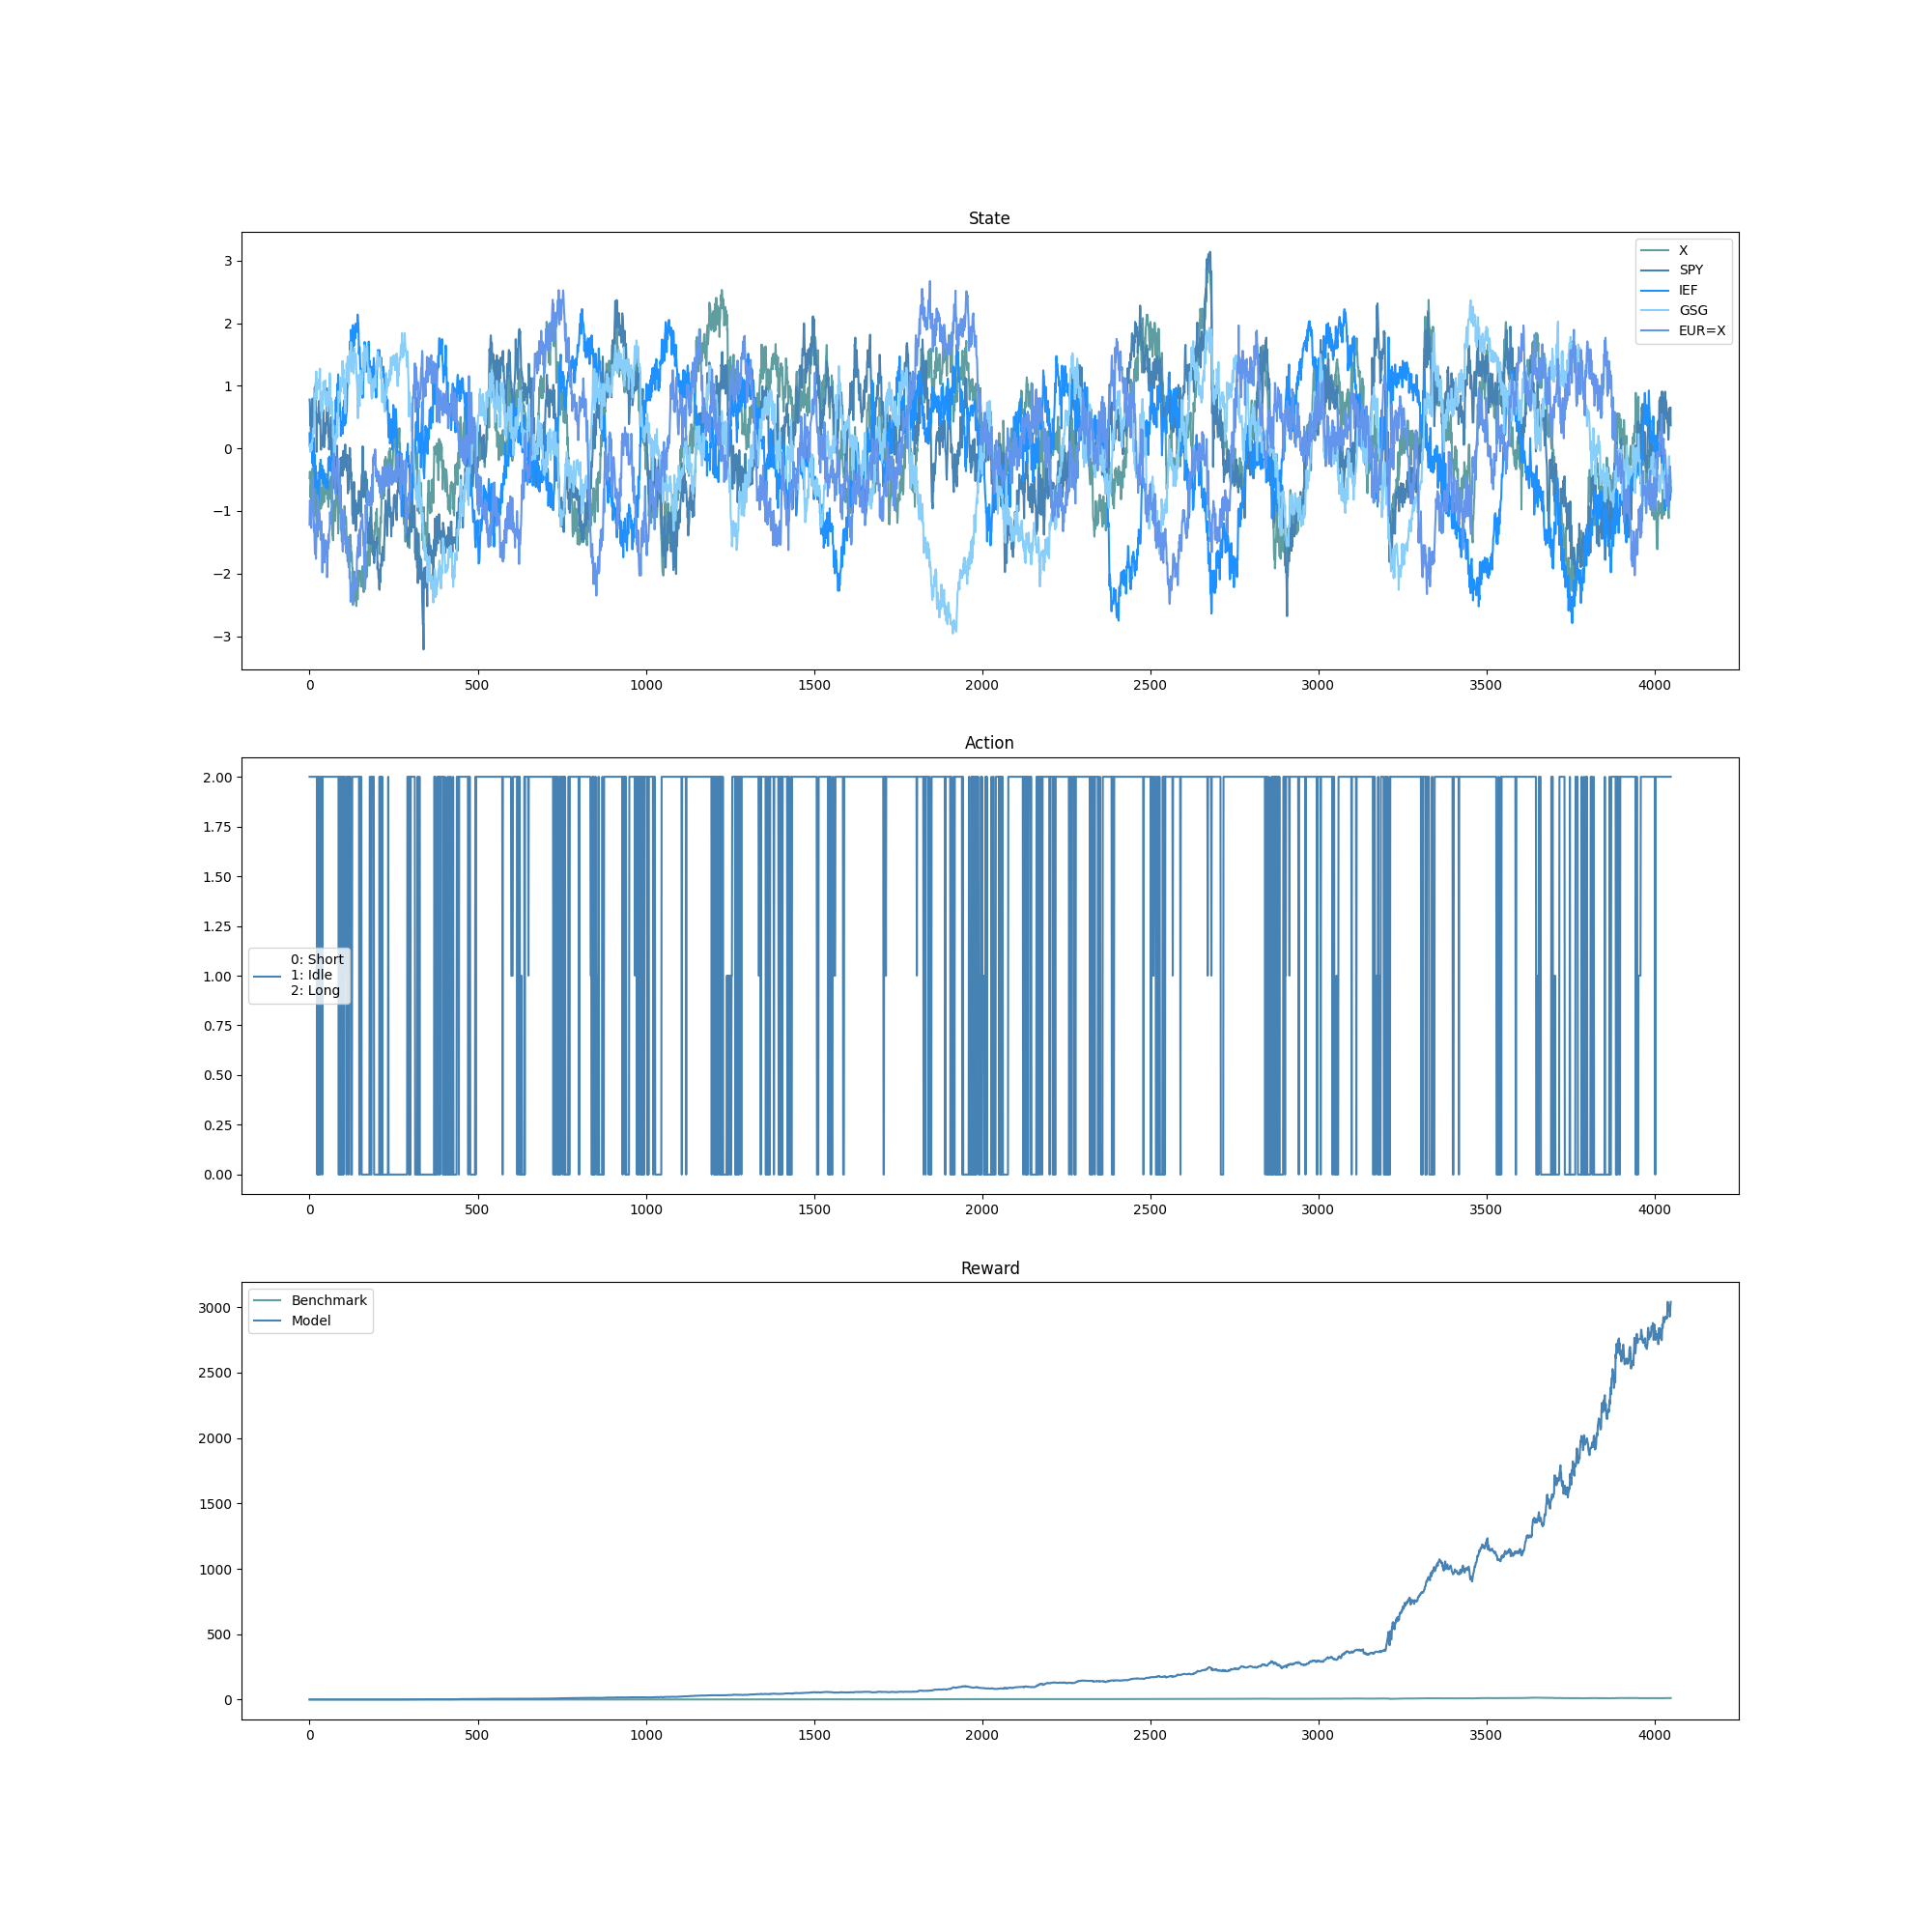 State
3
2
1
0
−1
−2
−3
X
SPY
IEF
GSG
EUR=X
0 500 1000 1500 2000 2500 3000 3500 4000
Action
2.00
1.75
1.50
1.25
1.00
0.75
0.50
0.25
0.00
0: Short
1: Idle
2: Long
0 500 1000 1500 2000 2500 3000 3500 4000
Reward
Benchmark
Model
3000
2500
2000
1500
1000
500
0
0 500 1000 1500 2000 2500 3000 3500 4000